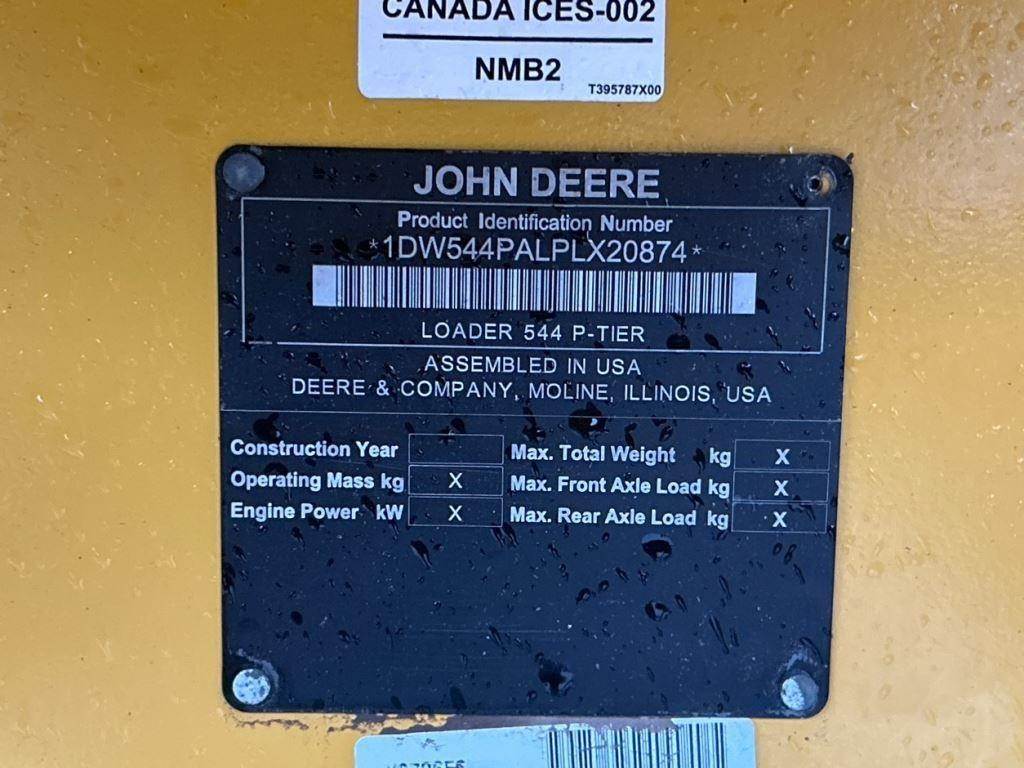 CANADA ICES-002
NMB2
T395787X00
JOHN DEERE
Product Identification Number
*1DW544PALPLX20874*
LOADER 544 P-TIER
ASSEMBLED IN USA
DEERE & COMPANY, MOLINE, ILLINOIS, USA
Construction Year
Max. Total Weight kg X
Operating Mass kg X
Max. Front Axle Load kg X
Engine Power kW X
Max. Rear Axle Load kg X